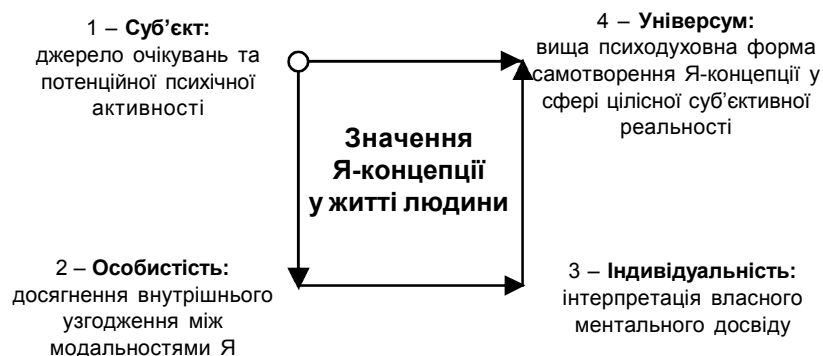 1 – Суб’єкт:
джерело очікувань та
потенційної психічної
активності
4 – Універсум:
вища психодуховна форма
самотворення Я-концепції у
сфері цілісної суб’єктивної
реальності
Значення
Я-концепції
у житті людини
2 – Особистість:
досягнення внутрішнього
узгодження між
модальностями Я
3 – Індивідуальність:
інтерпретація власного
ментального досвіду